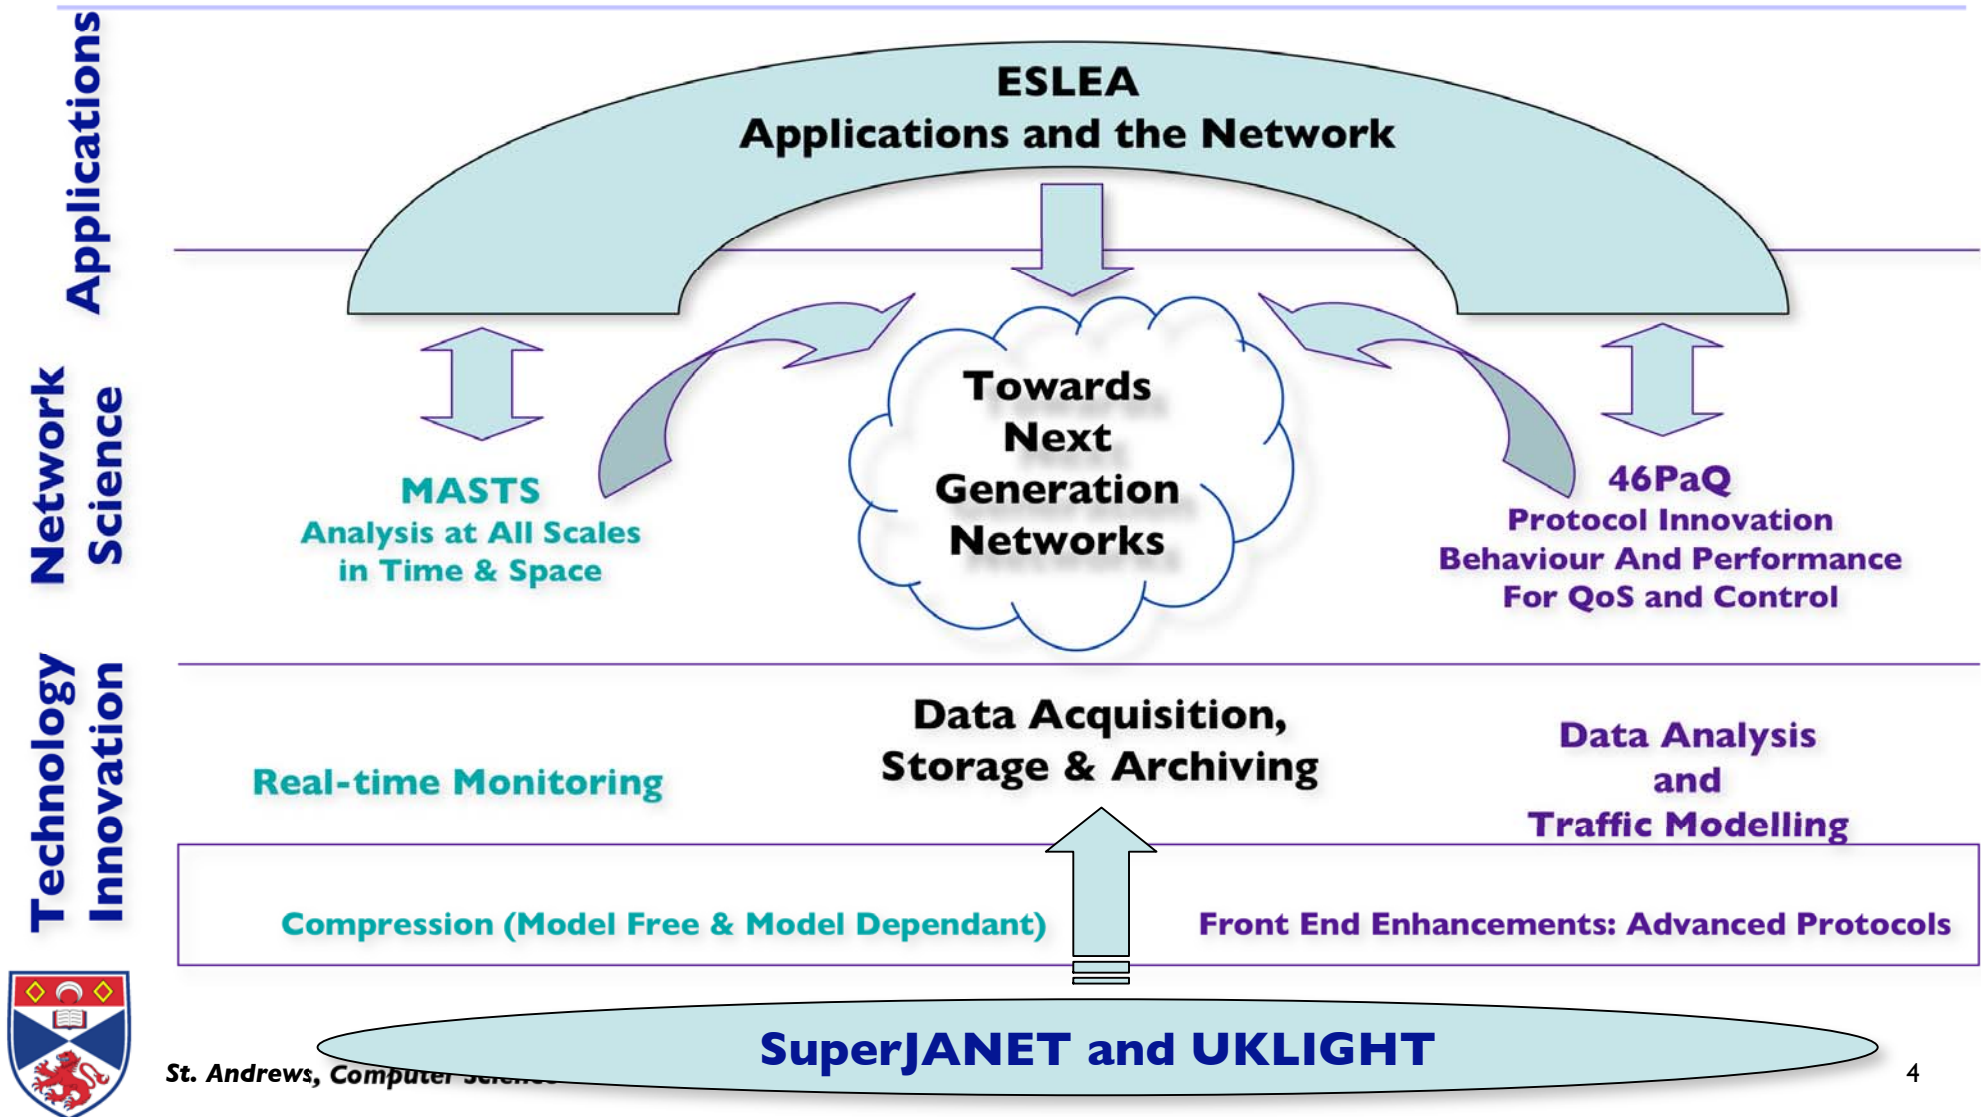 Applications
ESLEA
Applications and the Network
Network
Science
Towards
Next
Generation
Networks
MASTS
Analysis at All Scales
in Time & Space
46PaQ
Protocol Innovation
Behaviour And Performance
For QoS and Control
Technology
Innovation
Data Acquisition,
Storage & Archiving
Real-time Monitoring
Data Analysis
and
Traffic Modelling
Compression (Model Free & Model Dependant)
Front End Enhancements: Advanced Protocols
SuperJANET and UKLIGHT
St. Andrews, Computer Science
4